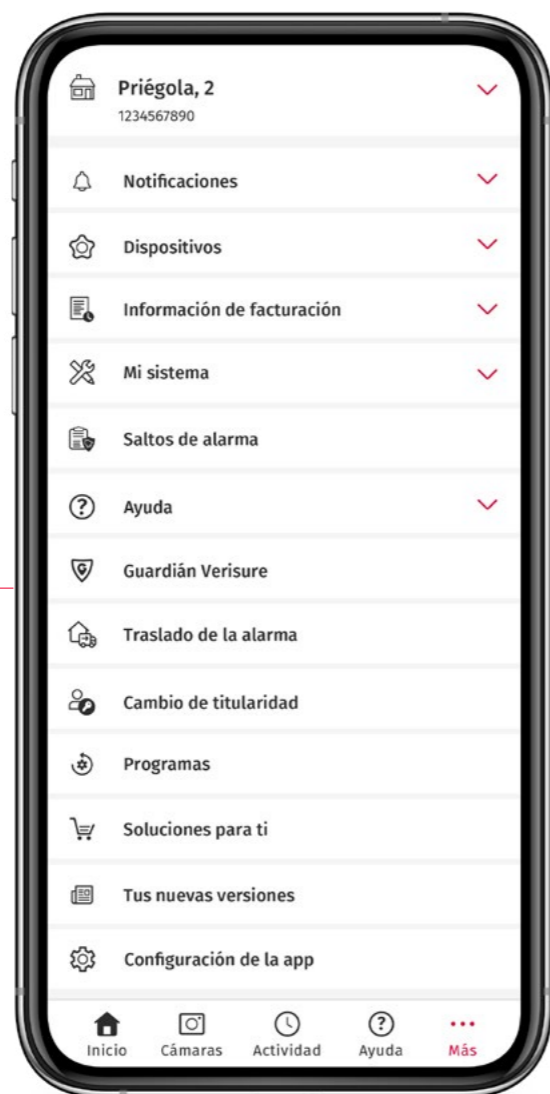 Priégola, 2
1234567890
Notificaciones
Dispositivos
Información de facturación
Mi sistema
Saltos de alarma
Ayuda
Guardián Verisure
Traslado de la alarma
Cambio de titularidad
Programas
Soluciones para ti
Tus nuevas versiones
Configuración de la app
Inicio Cámaras Actividad Ayuda Más